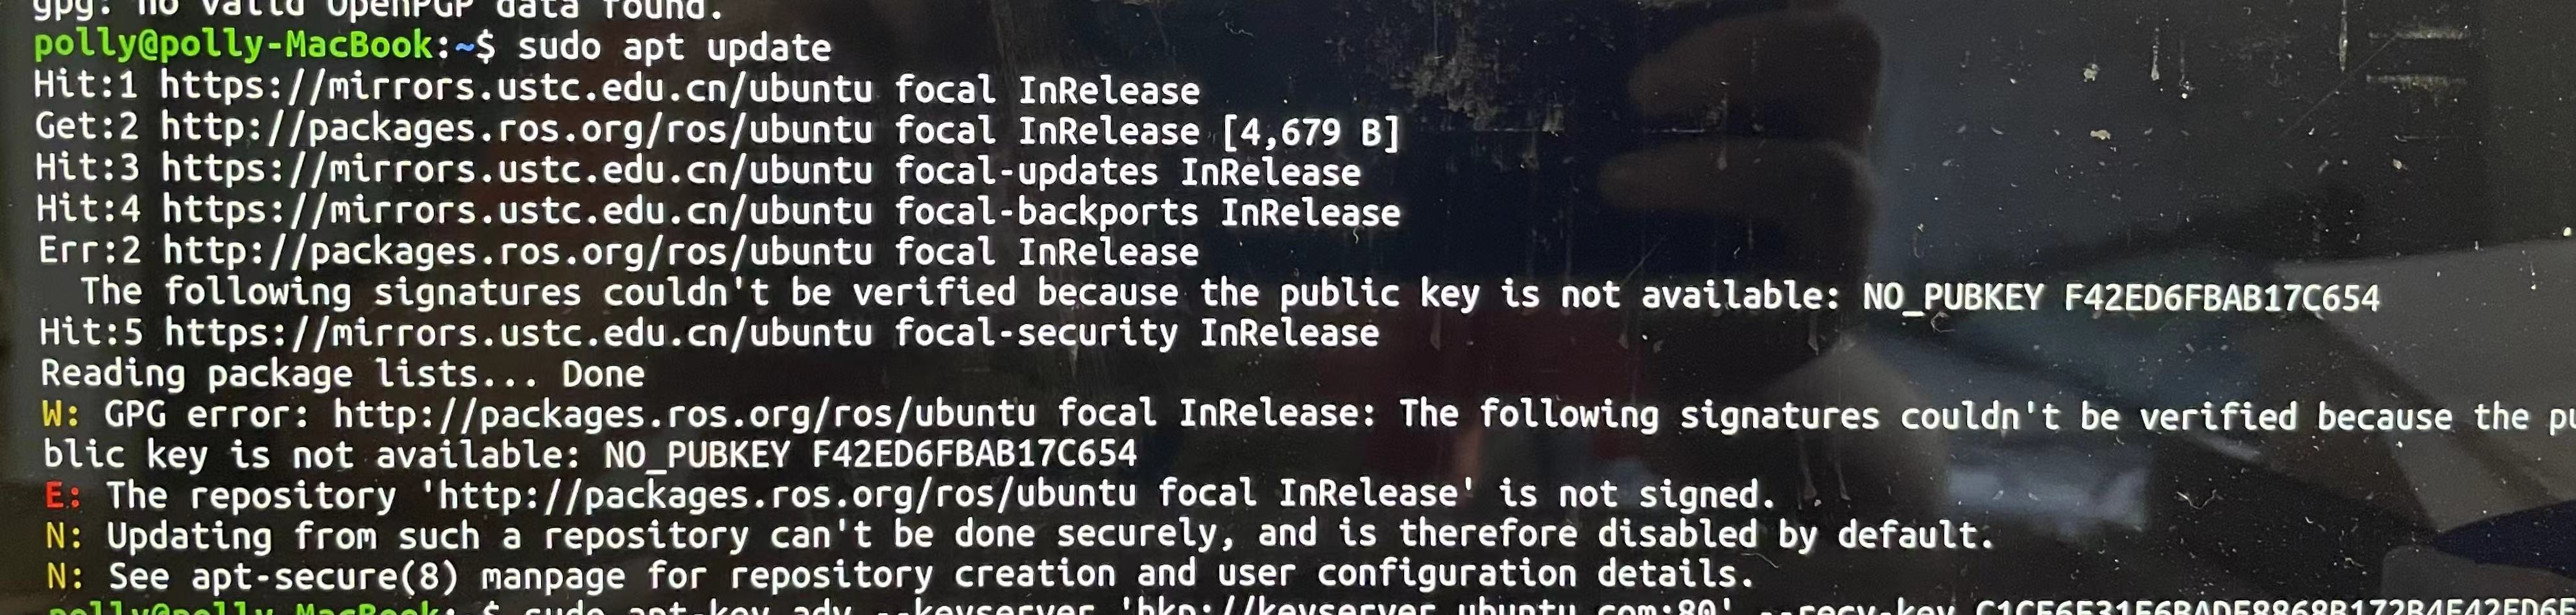 gpg: no valid OpenPGP data found.
polly@polly-MacBook:~$ sudo apt update
Hit:1 https://mirrors.ustc.edu.cn/ubuntu focal InRelease
Get:2 http://packages.ros.org/ros/ubuntu focal InRelease [4,679 B]
Hit:3 https://mirrors.ustc.edu.cn/ubuntu focal-updates InRelease
Hit:4 https://mirrors.ustc.edu.cn/ubuntu focal-backports InRelease
Err:2 http://packages.ros.org/ros/ubuntu focal InRelease
The following signatures couldn't be verified because the public key is not available: NO_PUBKEY F42ED6FBAB17C654
Hit:5 https://mirrors.ustc.edu.cn/ubuntu focal-security InRelease
Reading package lists... Done
W: GPG error: http://packages.ros.org/ros/ubuntu focal InRelease: The following signatures couldn't be verified because the pu
blic key is not available: NO_PUBKEY F42ED6FBAB17C654
E: The repository 'http://packages.ros.org/ros/ubuntu focal InRelease' is not signed.
N: Updating from such a repository can't be done securely, and is therefore disabled by default.
N: See apt-secure(8) manpage for repository creation and user configuration details.
polly@polly-MacBook:~$ sudo apt-key adv --keyserver 'hkp://keyserver.ubuntu.com:80' --recv-key